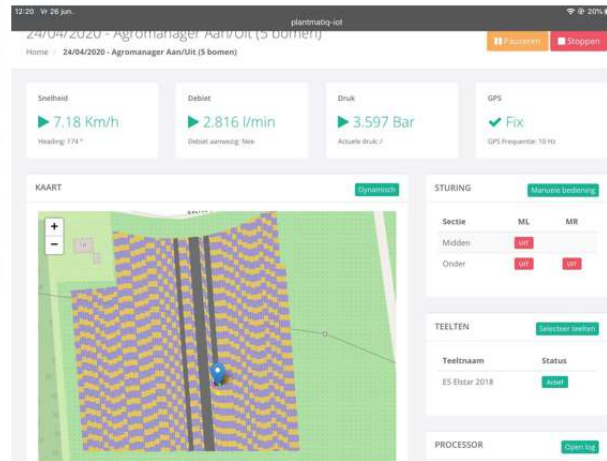 12:20 Vr 26 jun.
plantmatiq-iot
20%
24/04/2020 - Agromanager Aan/Uit (5 bomen)
Pauzeren
Stoppen
Home / 24/04/2020 - Agromanager Aan/Uit (5 bomen)
Snelheid
7.18 Km/h
Heading: 174 °
Debiet
2.816 l/min
Debiet aanwezig: Nee
Druk
3.597 Bar
Actuele druk: /
GPS
Fix
GPS Frequentie: 10 Hz
KAART
Dynamisch
+
−
STURING
Manuele bediening
Sectie ML MR
Midden UIT
Onder UIT UIT
TEELTEN
Selecteer teelten
Teeltnaam Status
ES Elstar 2018 Actief
PROCESSOR
Open log